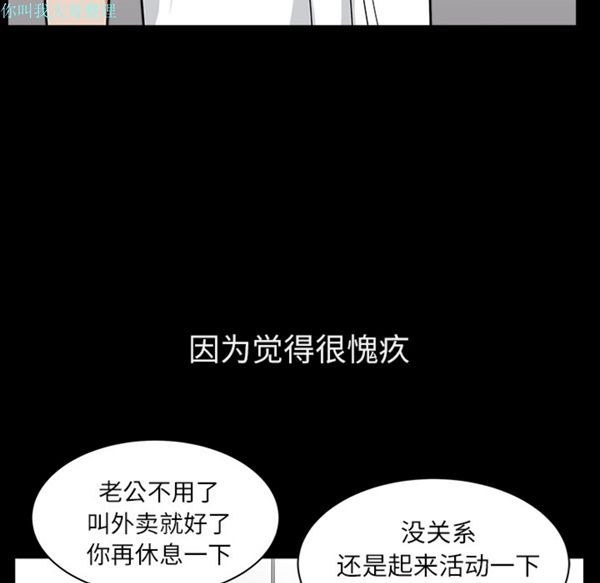 你叫我大哥整理
因为觉得很愧疚
老公不用了
叫外卖就好了
你再休息一下
没关系
还是起来活动一下